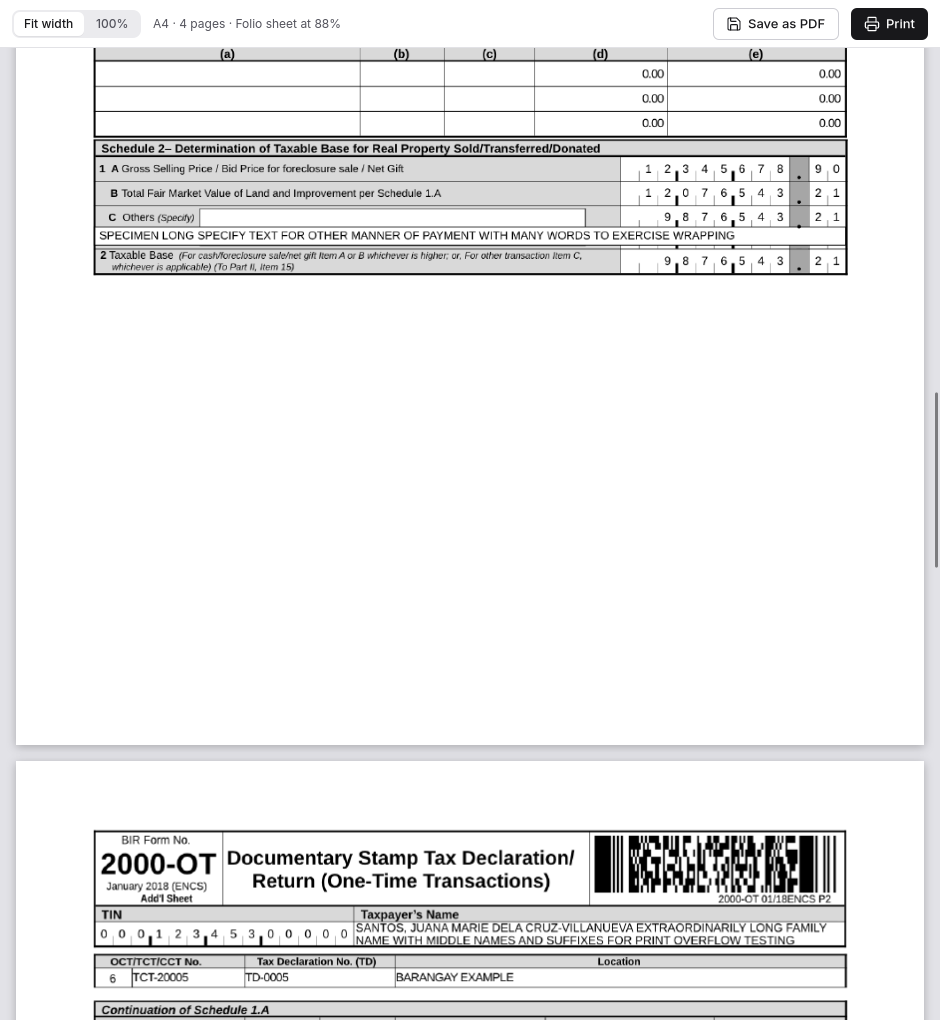 Fit width 100% A4 · 4 pages · Folio sheet at 88% Save as PDF Print
(a) (b) (c) (d) (e)
0.00 0.00
0.00 0.00
0.00 0.00
Schedule 2– Determination of Taxable Base for Real Property Sold/Transferred/Donated
1 A Gross Selling Price / Bid Price for foreclosure sale / Net Gift 1 2 3 4 5 6 7 8 . 9 0
B Total Fair Market Value of Land and Improvement per Schedule 1.A 1 2 0 7 6 5 4 3 . 2 1
C Others (Specify) 9 8 7 6 5 4 3 . 2 1
SPECIMEN LONG SPECIFY TEXT FOR OTHER MANNER OF PAYMENT WITH MANY WORDS TO EXERCISE WRAPPING
2 Taxable Base (For cash/foreclosure sale/net gift Item A or B whichever is higher; or, For other transaction Item C, 9 8 7 6 5 4 3 . 2 1
whichever is applicable) (To Part II, Item 15)
BIR Form No.
2000-OT
January 2018 (ENCS)
Add'l Sheet
Documentary Stamp Tax Declaration/
Return (One-Time Transactions)
2000-OT 01/18ENCS P2
TIN Taxpayer's Name
0 0 0 1 2 3 4 5 3 0 0 0 0 0 SANTOS, JUANA MARIE DELA CRUZ-VILLANUEVA EXTRAORDINARILY LONG FAMILY
NAME WITH MIDDLE NAMES AND SUFFIXES FOR PRINT OVERFLOW TESTING
OCT/TCT/CCT No. Tax Declaration No. (TD) Location
6 TCT-20005 TD-0005 BARANGAY EXAMPLE
Continuation of Schedule 1.A